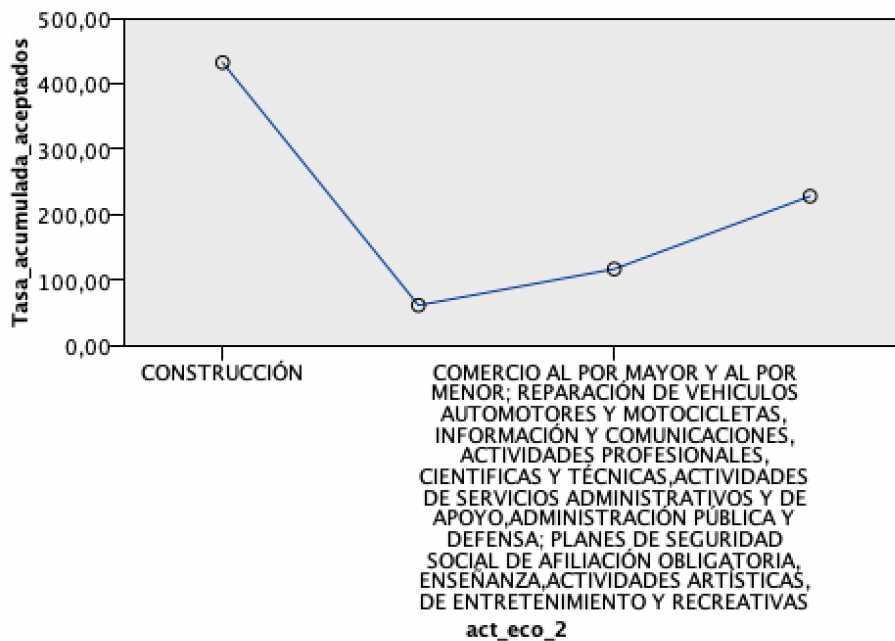 Tasa_acumulada_aceptados
500,00
400,00
300,00
200,00
100,00
0,00
CONSTRUCCIÓN
COMERCIO AL POR MAYOR Y AL POR
MENOR; REPARACIÓN DE VEHICULOS
AUTOMOTORES Y MOTOCICLETAS,
INFORMACIÓN Y COMUNICACIONES,
ACTIVIDADES PROFESIONALES,
CIENTIFICAS Y TÉCNICAS,ACTIVIDADES
DE SERVICIOS ADMINISTRATIVOS Y DE
APOYO,ADMINISTRACIÓN PÚBLICA Y
DEFENSA; PLANES DE SEGURIDAD
SOCIAL DE AFILIACIÓN OBLIGATORIA,
ENSEÑANZA,ACTIVIDADES ARTÍSTICAS,
DE ENTRETENIMIENTO Y RECREATIVAS
act_eco_2